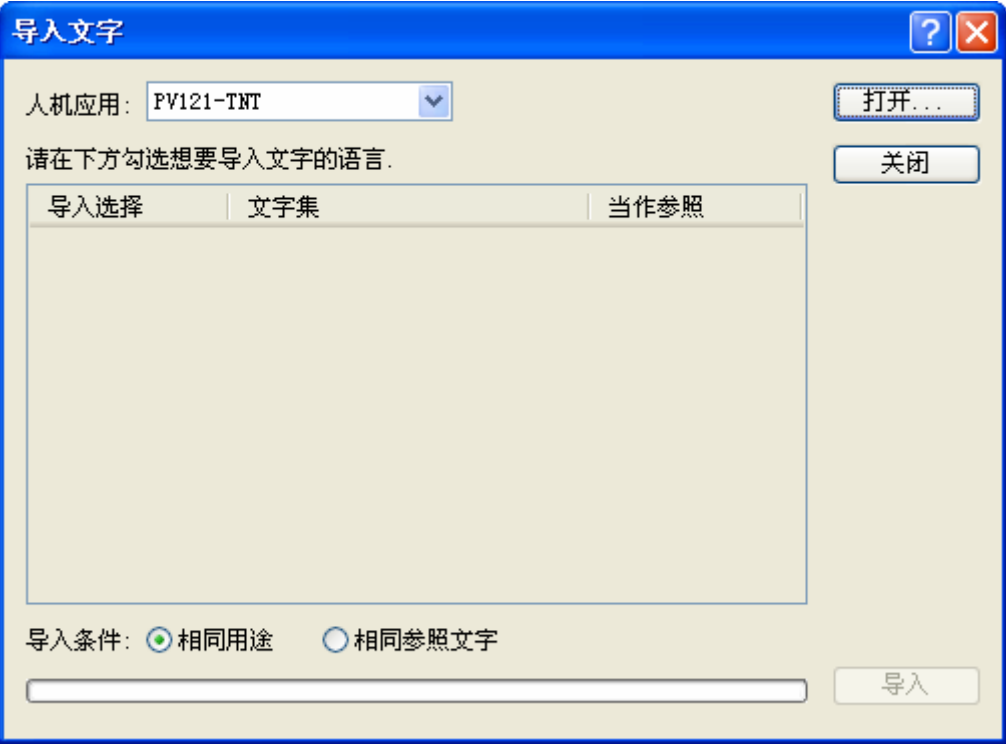 导入文字
人机应用: PV121-TNT 打开...
请在下方勾选想要导入文字的语言. 关闭
导入选择 文字集 当作参照
导入条件: 相同用途 相同参照文字
导入